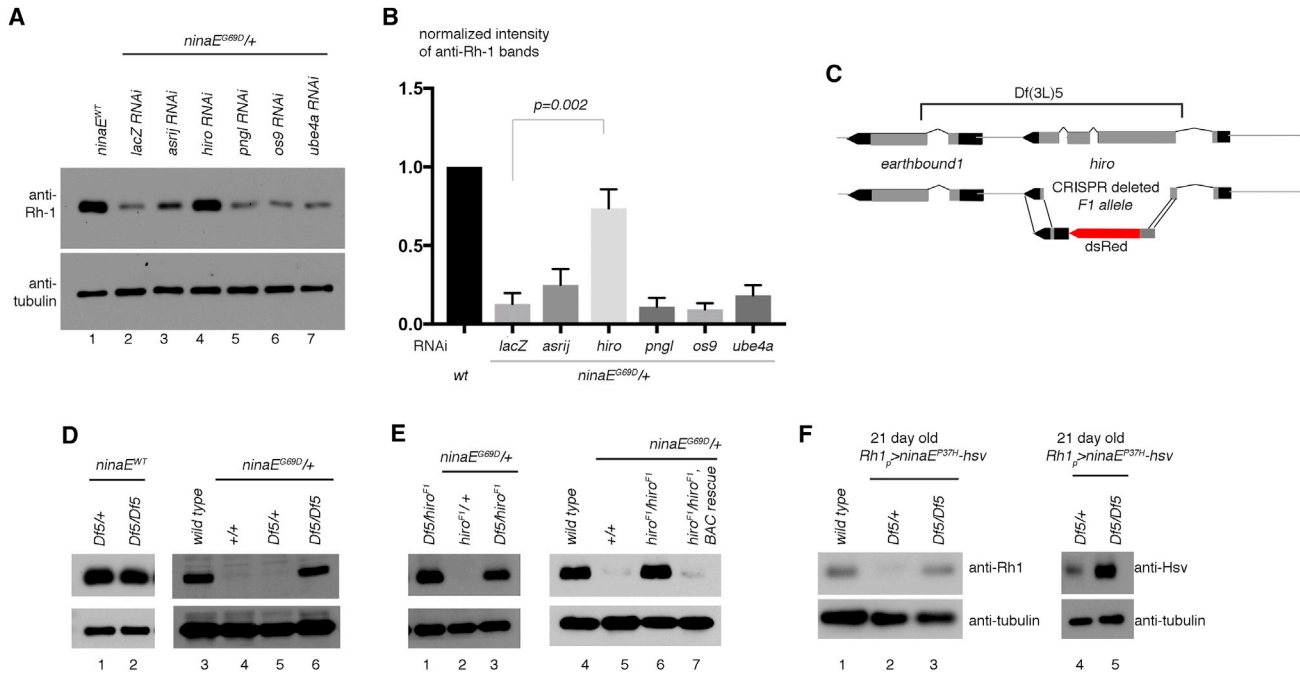 A
ninaE^G69D/+
ninaE^WT
lacZ RNAi
asrij RNAi
hiro RNAi
pngl RNAi
os9 RNAi
ube4a RNAi
anti-
Rh-1
anti-
tubulin
1 2 3 4 5 6 7
B
normalized intensity
of anti-Rh-1 bands
1.5
1.0
0.5
0.0
p=0.002
RNAi lacZ asrij hiro pngl os9 ube4a
wt ninaE^G69D/+
C
Df(3L)5
earthbound1 hiro
CRISPR deleted
F1 allele
dsRed
D
ninaE^WT ninaE^G69D/+
Df5/+
Df5/Df5
wild type
+/+
Df5/+
Df5/Df5
1 2 3 4 5 6
E
ninaE^G69D/+
ninaE^G69D/+
Df5/hiro^F1
hiro^F1/ +
Df5/hiro^F1
wild type
+/+
hiro^F1/hiro^F1
hiro^F1/hiro^F1,
BAC rescue
1 2 3 4 5 6 7
F
21 day old
Rh1p>ninaE^P37H-hsv
21 day old
Rh1p>ninaE^P37H-hsv
wild type
Df5/+
Df5/Df5
Df5/+
Df5/Df5
anti-Rh1
anti-Hsv
anti-tubulin
anti-tubulin
1 2 3 4 5